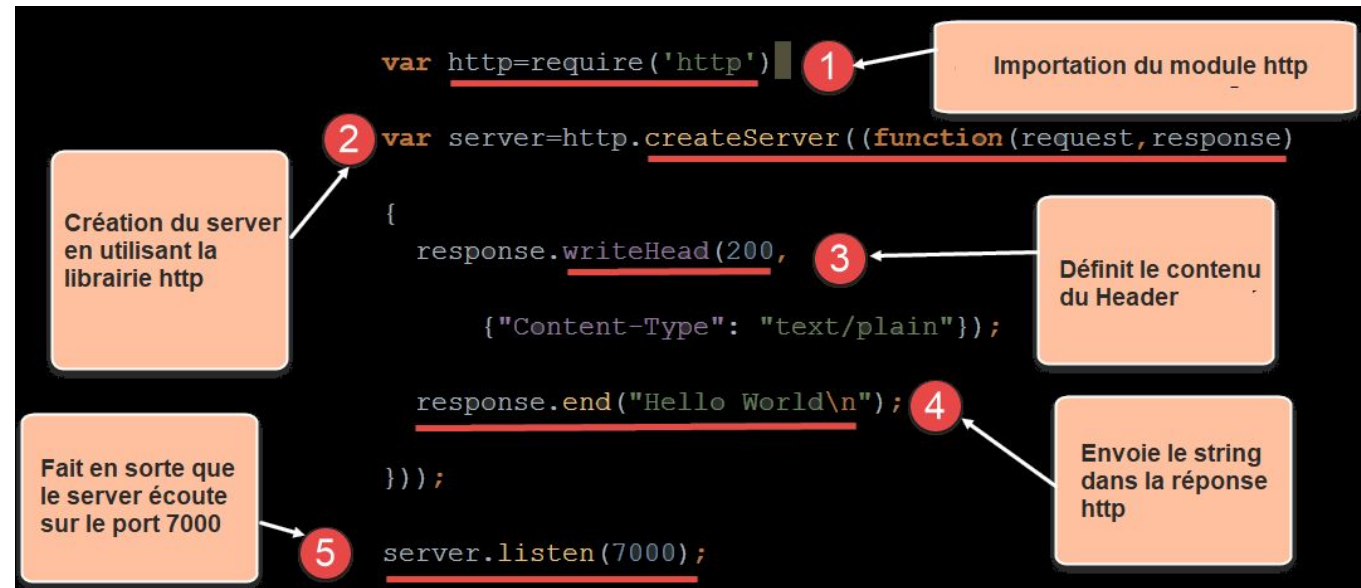 var http=require('http')
1
Importation du module http
2
var server=http.createServer((function(request,response)
Création du server
en utilisant la
librairie http
{
response.writeHead(200,
3
Définit le contenu
du Header
{"Content-Type": "text/plain"});
response.end("Hello World\n");
4
Envoie le string
dans la réponse
http
}));
Fait en sorte que
le server écoute
sur le port 7000
5
server.listen(7000);